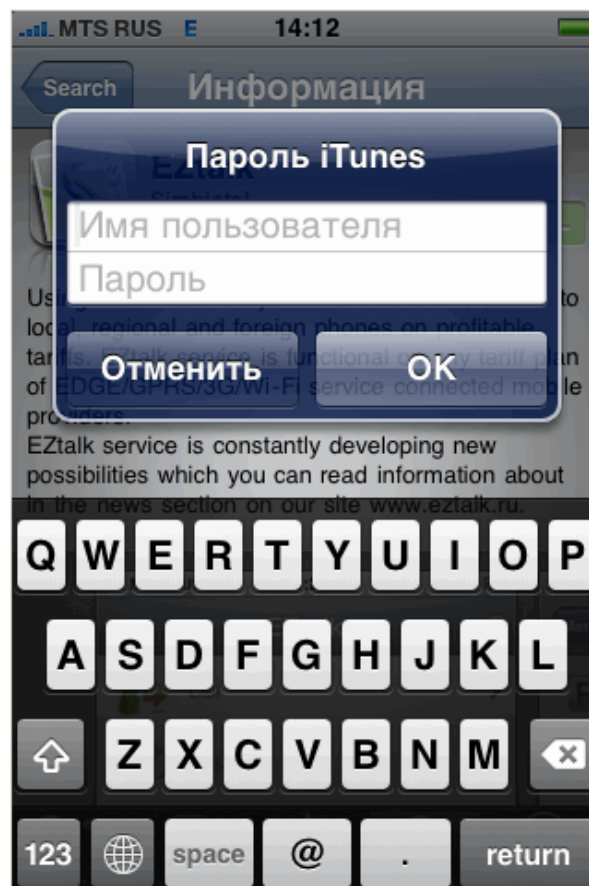 MTS RUS E 14:12
Search Информация
Пароль iTunes
EZtalk
Имя пользователя
Пароль
to
local, regional and foreign phones on profitable
tariffs. EZtalk service is functional tariff plan
Отменить OK
of EDGE/GPRS/3G/Wi-Fi service connected mobile
providers.
EZtalk service is constantly developing new
possibilities which you can read information about
in the news section on our site www.eztalk.ru.
Q W E R T Y U I O P
A S D F G H J K L
Z X C V B N M
123 space @ . return